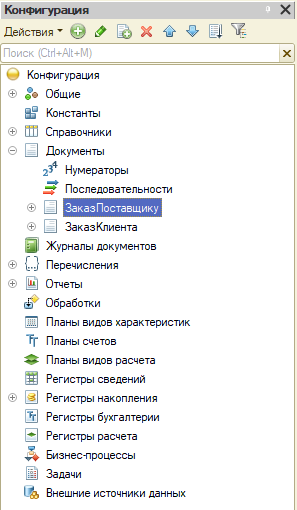 Конфигурация
Действия
Поиск (Ctrl+Alt+M)
Конфигурация
Общие
Константы
Справочники
Документы
Нумераторы
Последовательности
ЗаказПоставщику
ЗаказКлиента
Журналы документов
Перечисления
Отчеты
Обработки
Планы видов характеристик
Планы счетов
Планы видов расчета
Регистры сведений
Регистры накопления
Регистры бухгалтерии
Регистры расчета
Бизнес-процессы
Задачи
Внешние источники данных